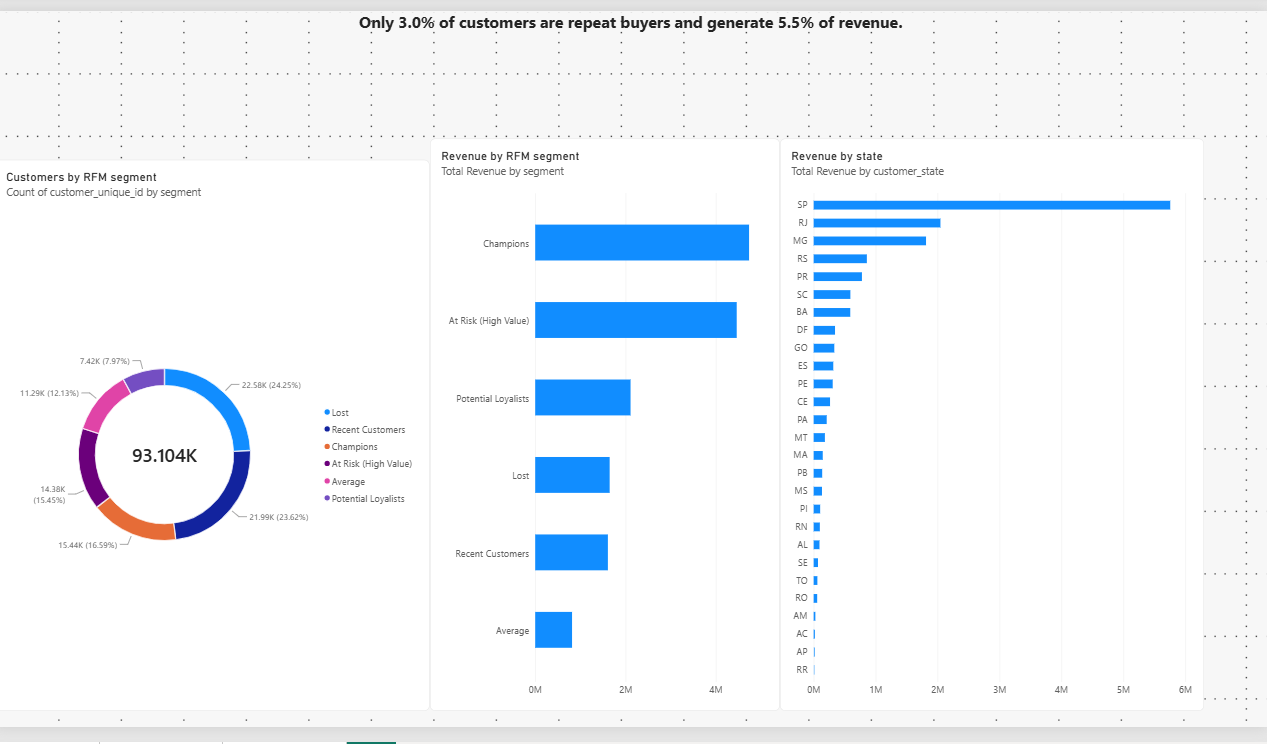 Only 3.0% of customers are repeat buyers and generate 5.5% of revenue.
Customers by RFM segment
Count of customer_unique_id by segment
7.42K (7.97%)
22.58K (24.25%)
11.29K (12.13%)
93.104K
14.38K
(15.45%)
15.44K (16.59%)
21.99K (23.62%)
Lost
Recent Customers
Champions
At Risk (High Value)
Average
Potential Loyalists
Revenue by RFM segment
Total Revenue by segment
Champions
At Risk (High Value)
Potential Loyalists
Lost
Recent Customers
Average
0M 2M 4M
Revenue by state
Total Revenue by customer_state
SP
RJ
MG
RS
PR
SC
BA
DF
GO
ES
PE
CE
PA
MT
MA
PB
MS
PI
RN
AL
SE
TO
RO
AM
AC
AP
RR
0M 1M 2M 3M 4M 5M 6M